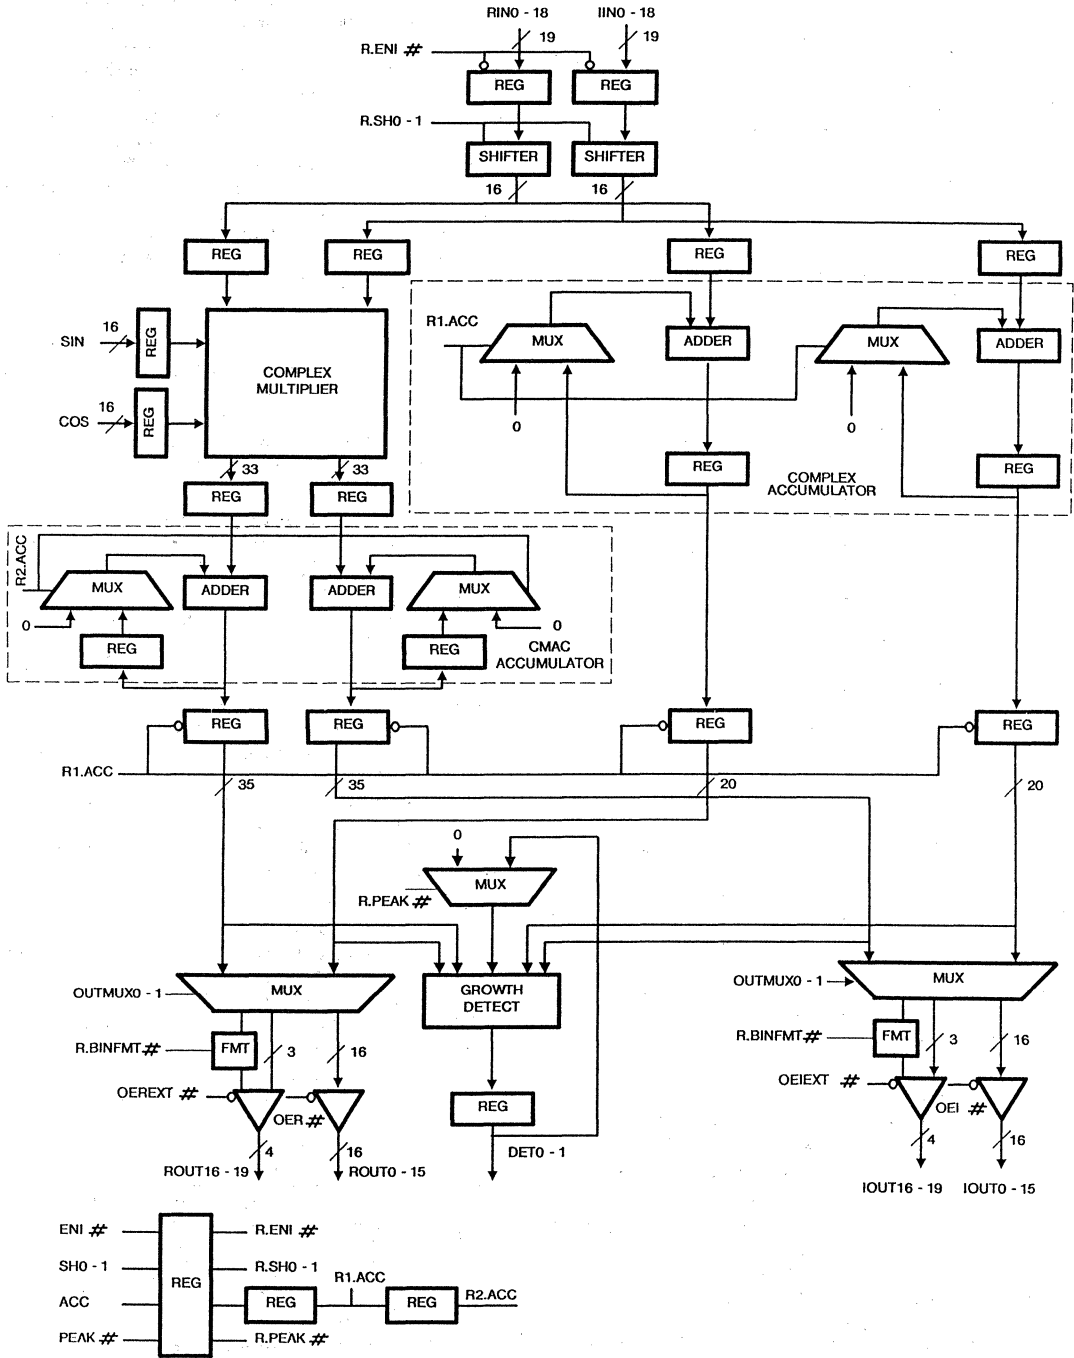 RIN0 - 18 IIN0 - 18
19 19
R.ENI #
REG REG
R.SH0 - 1
SHIFTER SHIFTER
16 16
REG REG REG REG
R1.ACC
MUX ADDER MUX ADDER
0 0
REG REG
COMPLEX
ACCUMULATOR
SIN 16 REG
COS 16 REG
COMPLEX
MULTIPLIER
33 33
REG REG
R2.ACC
MUX ADDER ADDER MUX
0 0
REG REG
CMAC
ACCUMULATOR
REG REG REG REG
R1.ACC
35 35 20 20
0
MUX
R.PEAK #
OUTMUX0 - 1 MUX
GROWTH
DETECT
OUTMUX0 - 1 MUX
R.BINFMT # FMT 3 16
R.BINFMT # FMT 3 16
OEREXT # OER #
REG
OEIEXT # OEI #
4 16
DET0 - 1
4 16
ROUT16 - 19 ROUT0 - 15
IOUT16 - 19 IOUT0 - 15
ENI # R.ENI #
SH0 - 1 R.SH0 - 1
REG
R1.ACC
ACC REG REG R2.ACC
PEAK # R.PEAK #